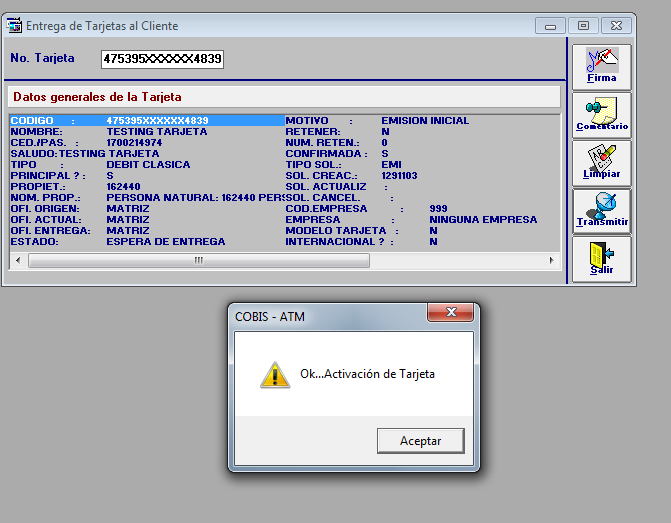 Entrega de Tarjetas al Cliente
No. Tarjeta 475395XXXXXX4839
Firma
Datos generales de la Tarjeta
CODIGO : 475395XXXXXX4839 MOTIVO : EMISION INICIAL
NOMBRE: TESTING TARJETA RETENER: N
CED./PAS. : 1700214974 NUM. RETEN.: 0
SALUDO:TESTING TARJETA CONFIRMADA : S
TIPO : DEBIT CLASICA TIPO SOL.: EMI
PRINCIPAL ? : S SOL. CREAC.: 1291103
PROPIET.: 162440 SOL. ACTUALIZ :
NOM. PROP.: PERSONA NATURAL: 162440 PERSSOL. CANCEL. :
OFI. ORIGEN: MATRIZ COD.EMPRESA : 999
OFI. ACTUAL: MATRIZ EMPRESA : NINGUNA EMPRESA
OFI. ENTREGA: MATRIZ MODELO TARJETA : N
ESTADO: ESPERA DE ENTREGA INTERNACIONAL ? : N
Comentario
Limpiar
Transmitir
Salir
COBIS - ATM
Ok...Activación de Tarjeta
Aceptar